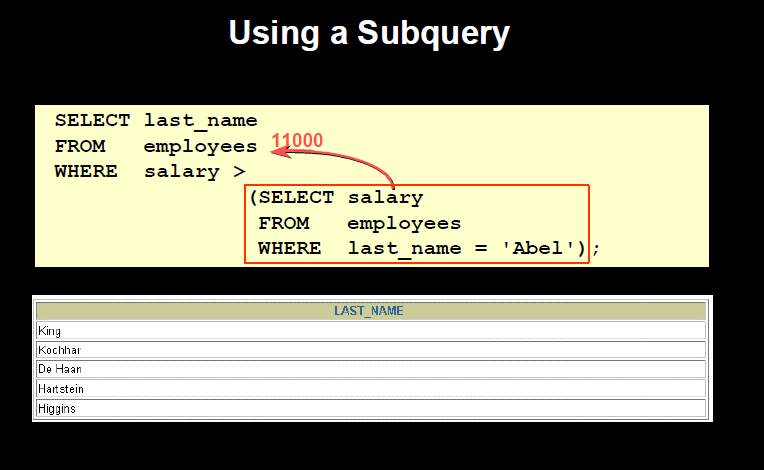 Using a Subquery
SELECT last_name
FROM employees 11000
WHERE salary >
(SELECT salary
FROM employees
WHERE last_name = 'Abel');
LAST_NAME
King
Kochhar
De Haan
Hartstein
Higgins